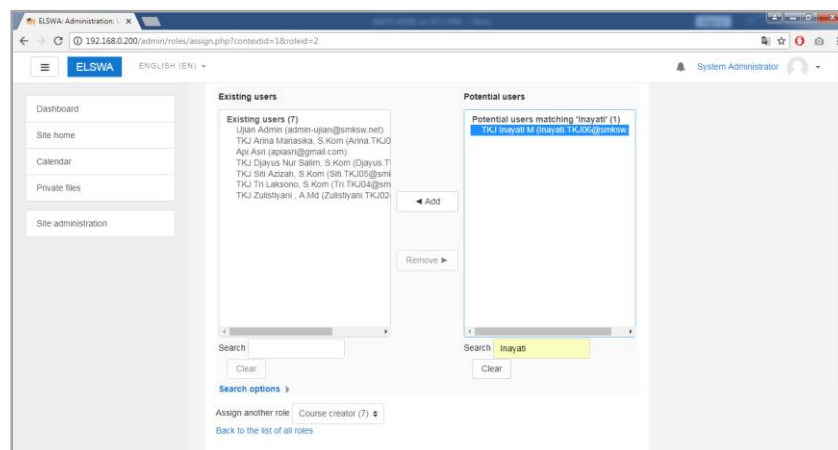 ELSWA: Administration: U
192.168.0.200/admin/roles/assign.php?contextid=1&roleid=2
ELSWA
ENGLISH (EN)
System Administrator
Dashboard
Site home
Calendar
Private files
Site administration
Existing users
Existing users (7)
Ujian Admin (admin-ujian@smksw.net)
TKJ Arina Manasika, S.Kom (Arina.TKJ0
Api Asri (apiasri@gmail.com)
TKJ Djayus Nur Salim, S.Kom (Djayus.T
TKJ Siti Azizah, S.Kom (Siti.TKJ05@smk
TKJ Tri Laksono, S.Kom (Tri.TKJ04@sm
TKJ Zulistiyani , A.Md (Zulistiyani.TKJ02
Search
Clear
Search options
◄ Add
Remove ►
Potential users
Potential users matching 'Inayati' (1)
TKJ Inayati M (Inayati.TKJ06@smksw.
Search Inayati
Clear
Assign another role Course creator (7)
Back to the list of all roles